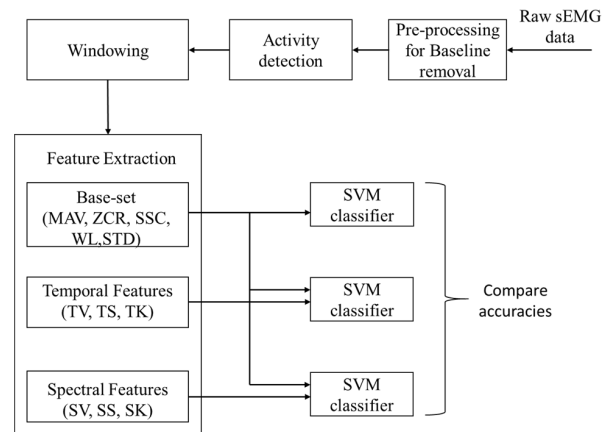 Raw sEMG
data
Pre-processing
for Baseline
removal
Activity
detection
Windowing
Feature Extraction
Base-set
(MAV, ZCR, SSC,
WL,STD)
SVM
classifier
Temporal Features
(TV, TS, TK)
SVM
classifier
Compare
accuracies
Spectral Features
(SV, SS, SK)
SVM
classifier